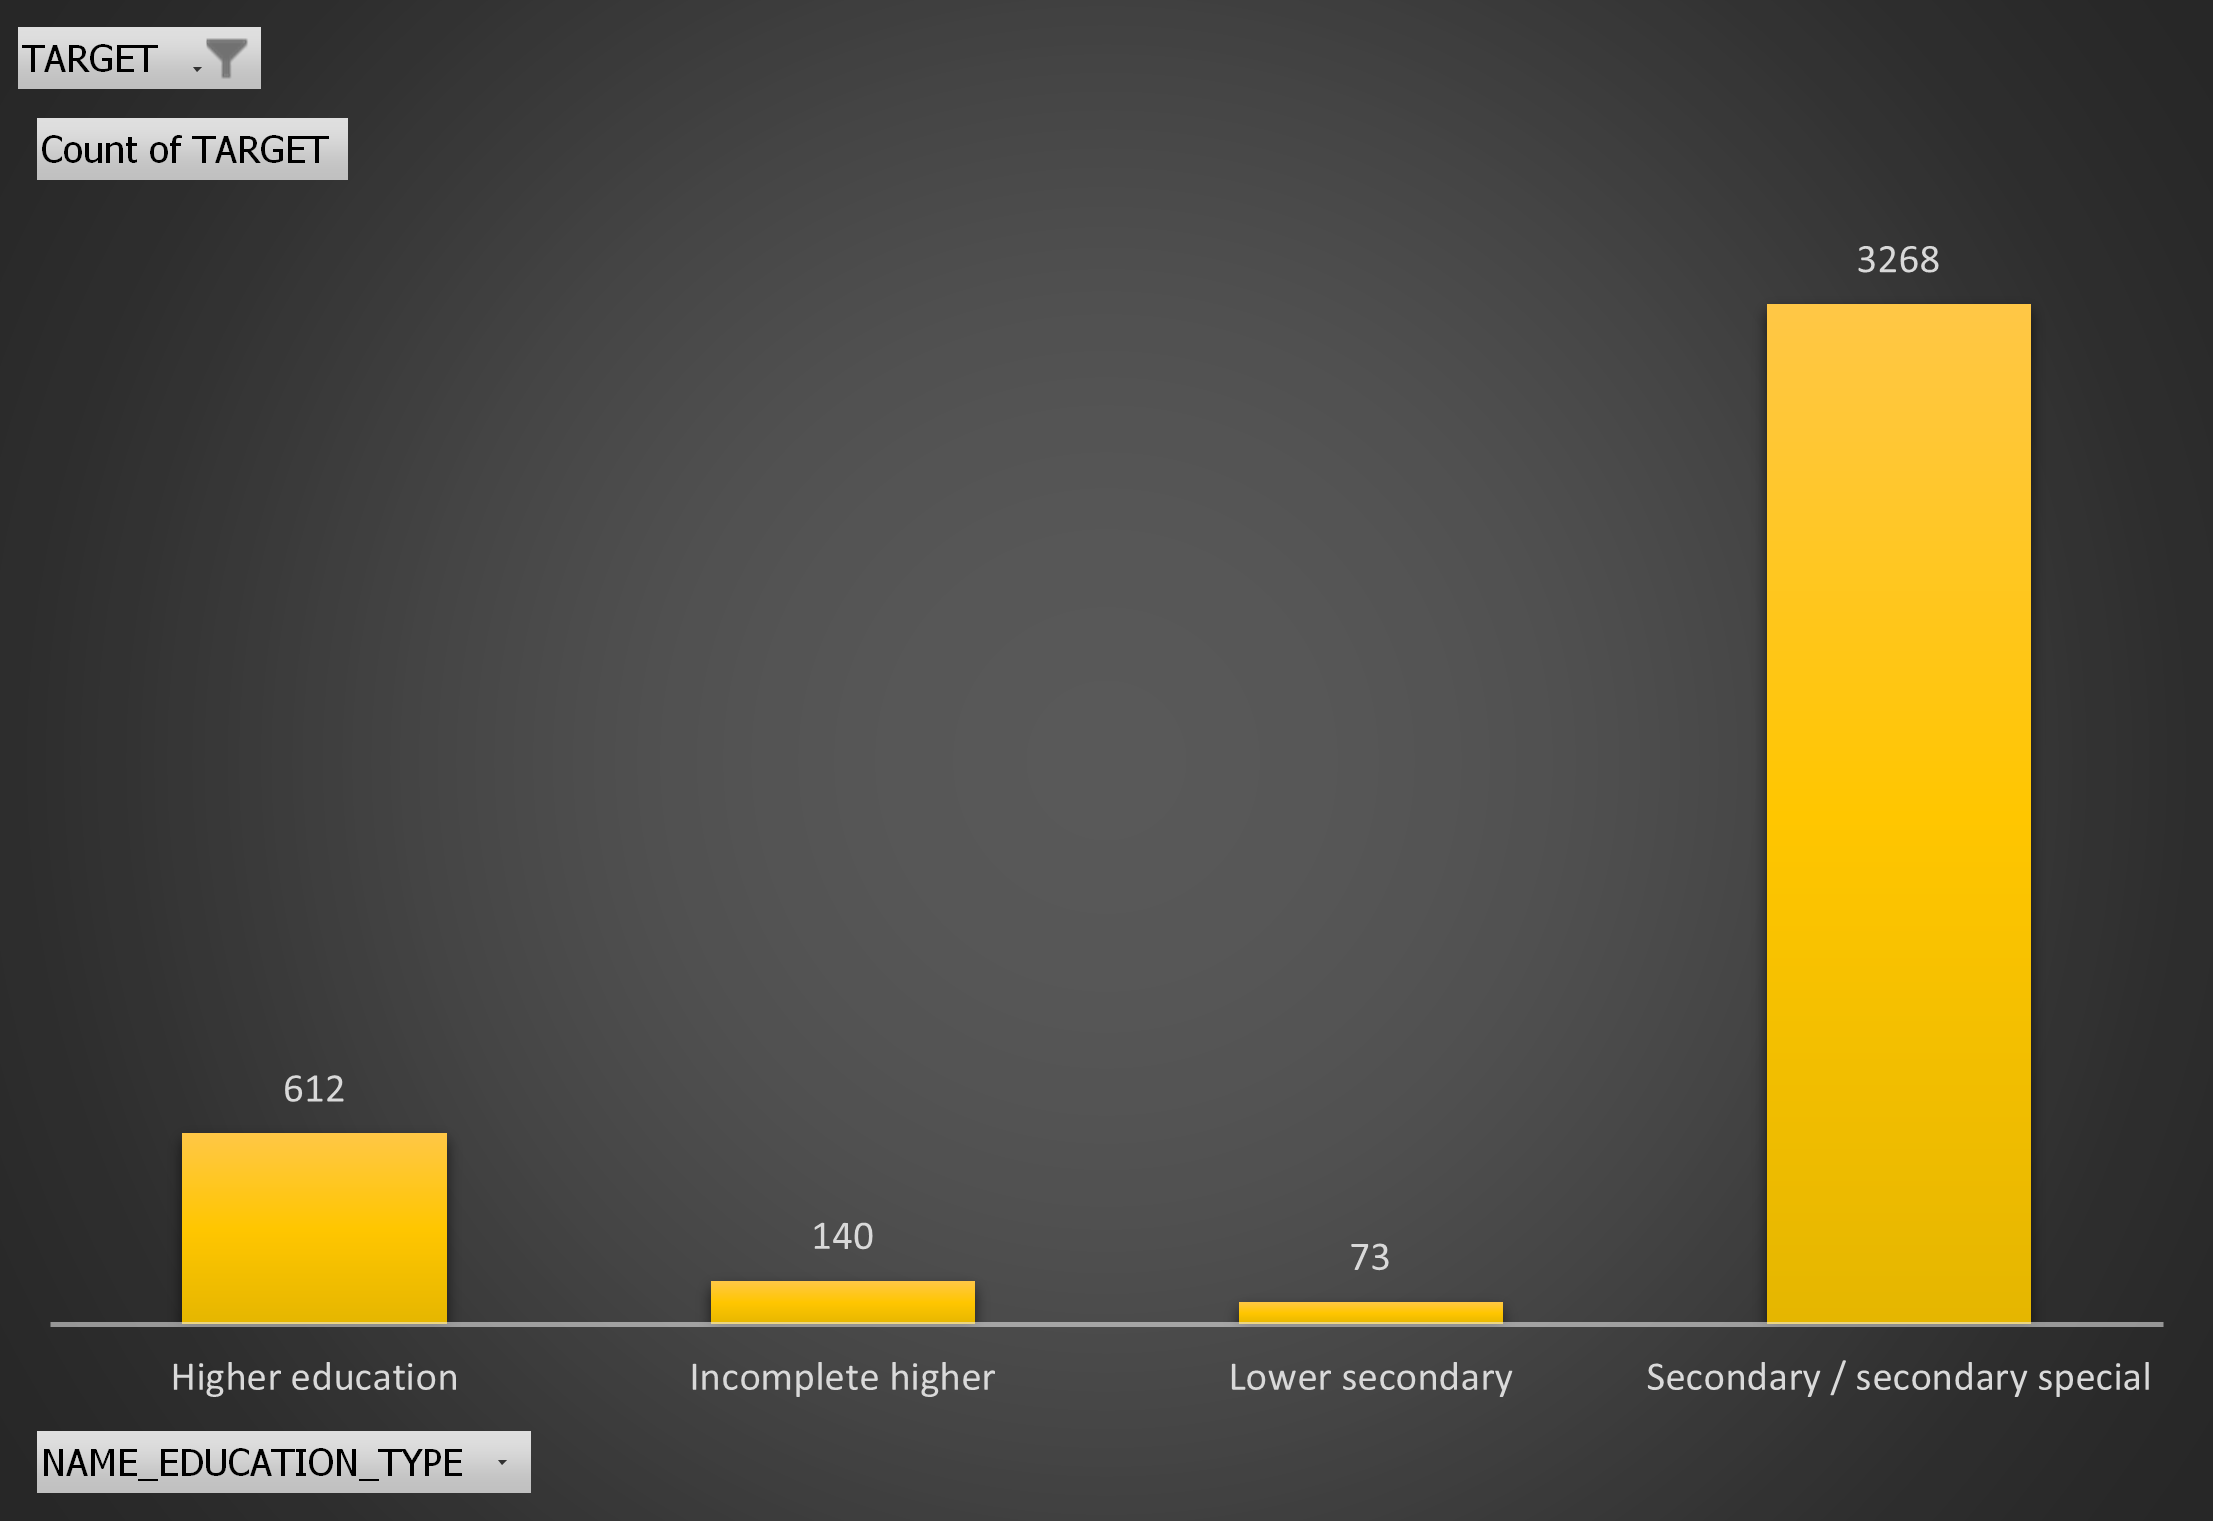 TARGET
Count of TARGET
3268
612
140
73
Higher education
Incomplete higher
Lower secondary
Secondary / secondary special
NAME_EDUCATION_TYPE